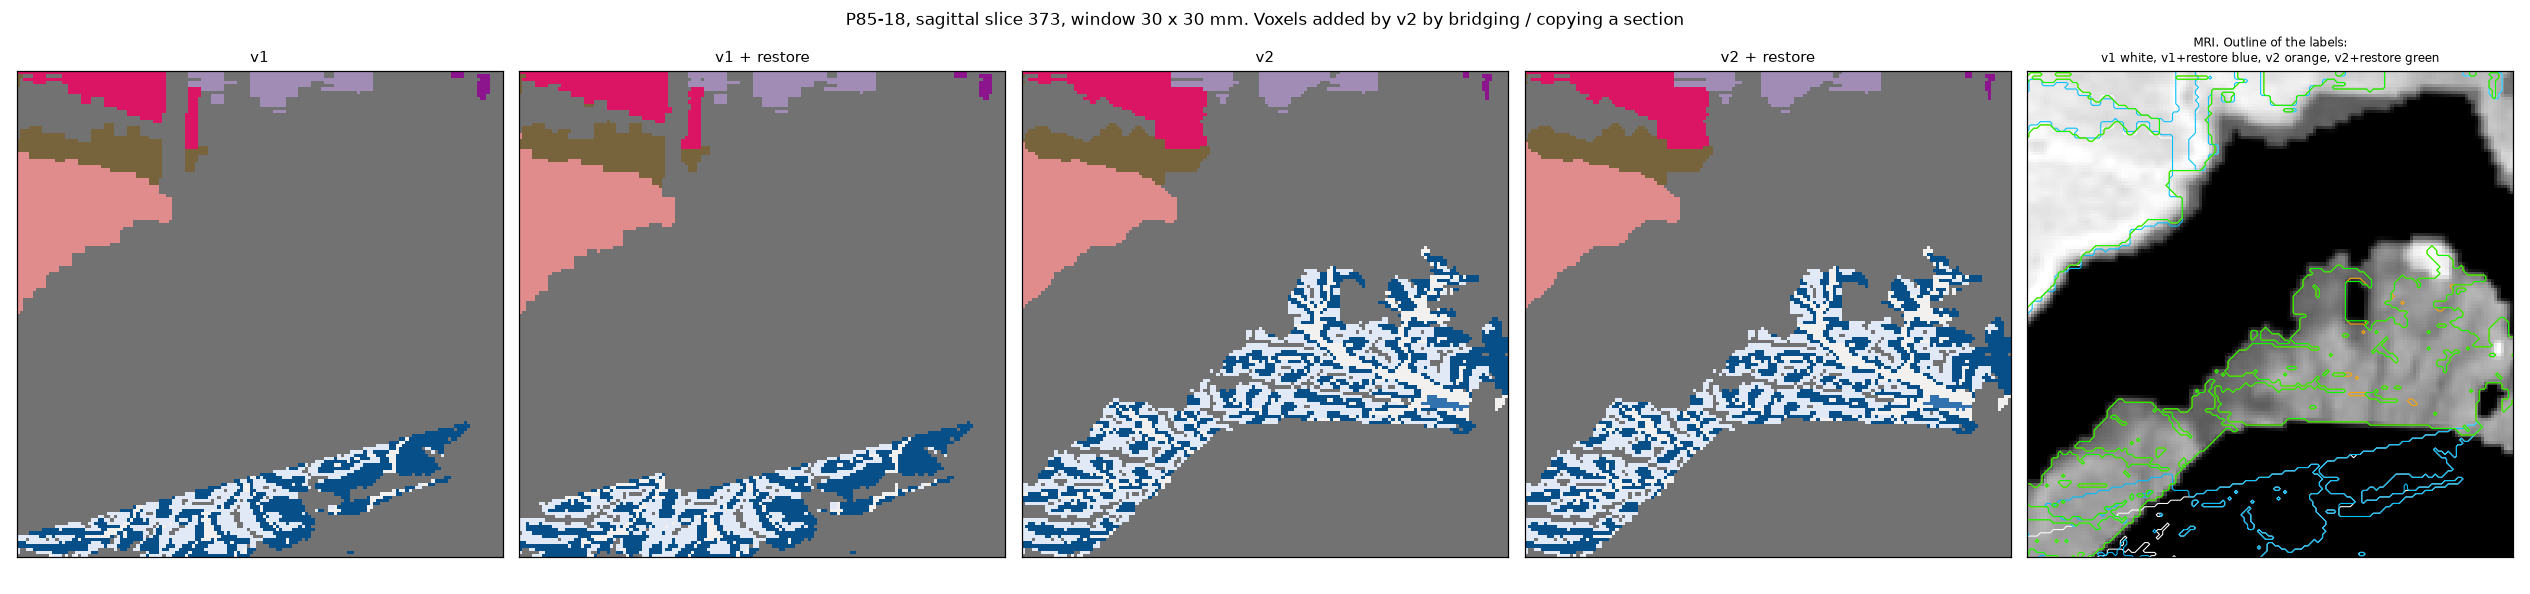 P85-18, sagittal slice 373, window 30 x 30 mm. Voxels added by v2 by bridging / copying a section
v1
v1 + restore
v2
v2 + restore
MRI. Outline of the labels:
v1 white, v1+restore blue, v2 orange, v2+restore green